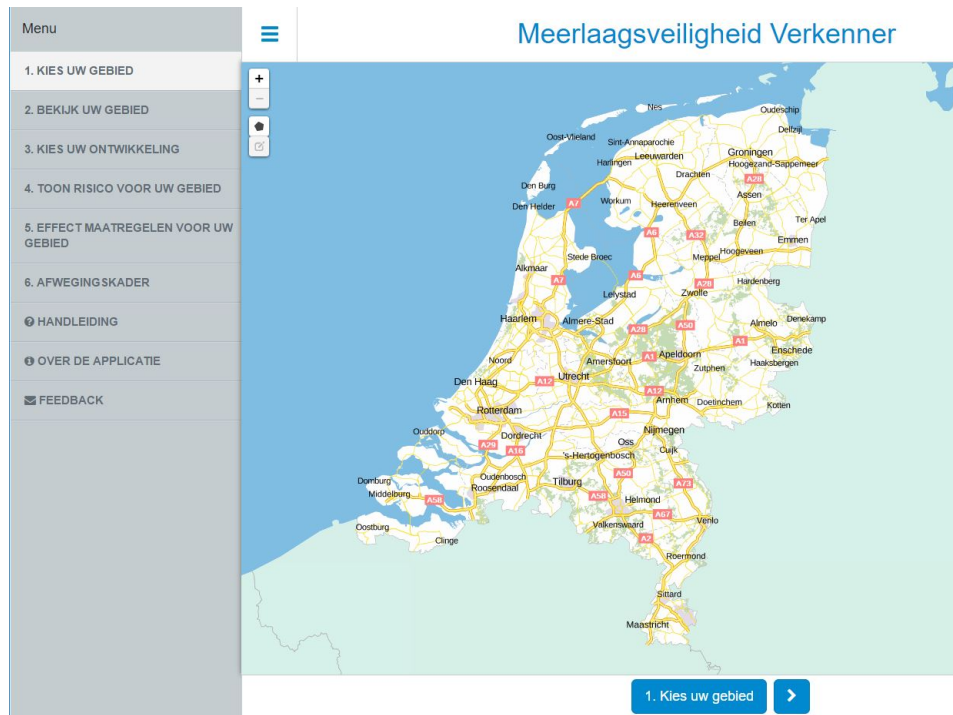 Menu
Meerlaagsveiligheid Verkenner
1. KIES UW GEBIED
2. BEKIJK UW GEBIED
3. KIES UW ONTWIKKELING
4. TOON RISICO VOOR UW GEBIED
5. EFFECT MAATREGELEN VOOR UW
GEBIED
6. AFWEGINGSKADER
HANDLEIDING
OVER DE APPLICATIE
FEEDBACK
+
−
Nes
Oudeschip
Delfzijl
Oost-Vlieland
Sint-Annaparochie
Groningen
Leeuwarden
Harlingen
Hoogezand-Sappemeer
Drachten
A28
Den Burg
Assen
Workum
A7
Heerenveen
Den Helder
Beilen
Ter Apel
A6
A32
Emmen
Hoogeveen
Stede Broec
Meppel
Alkmaar
A7
A6
A28
Hardenberg
Lelystad
Zwolle
Haarlem
Almere-Stad
Almelo
Denekamp
A28
A50
A1
Enschede
Noord
Amersfoort
A1
Apeldoorn
Haaksbergen
Zutphen
Utrecht
Den Haag
A12
A12
Arnhem
Doetinchem
Kotten
Rotterdam
A15
Nijmegen
Ouddorp
Dordrecht
Oss
A29
A16
Cuijk
's-Hertogenbosch
Domburg
Oudenbosch
A50
Tilburg
A73
Roosendaal
Middelburg
A58
A58
Helmond
A67
Venlo
Oostburg
Valkenswaard
Clinge
A2
Roermond
Sittard
Maastricht
1. Kies uw gebied